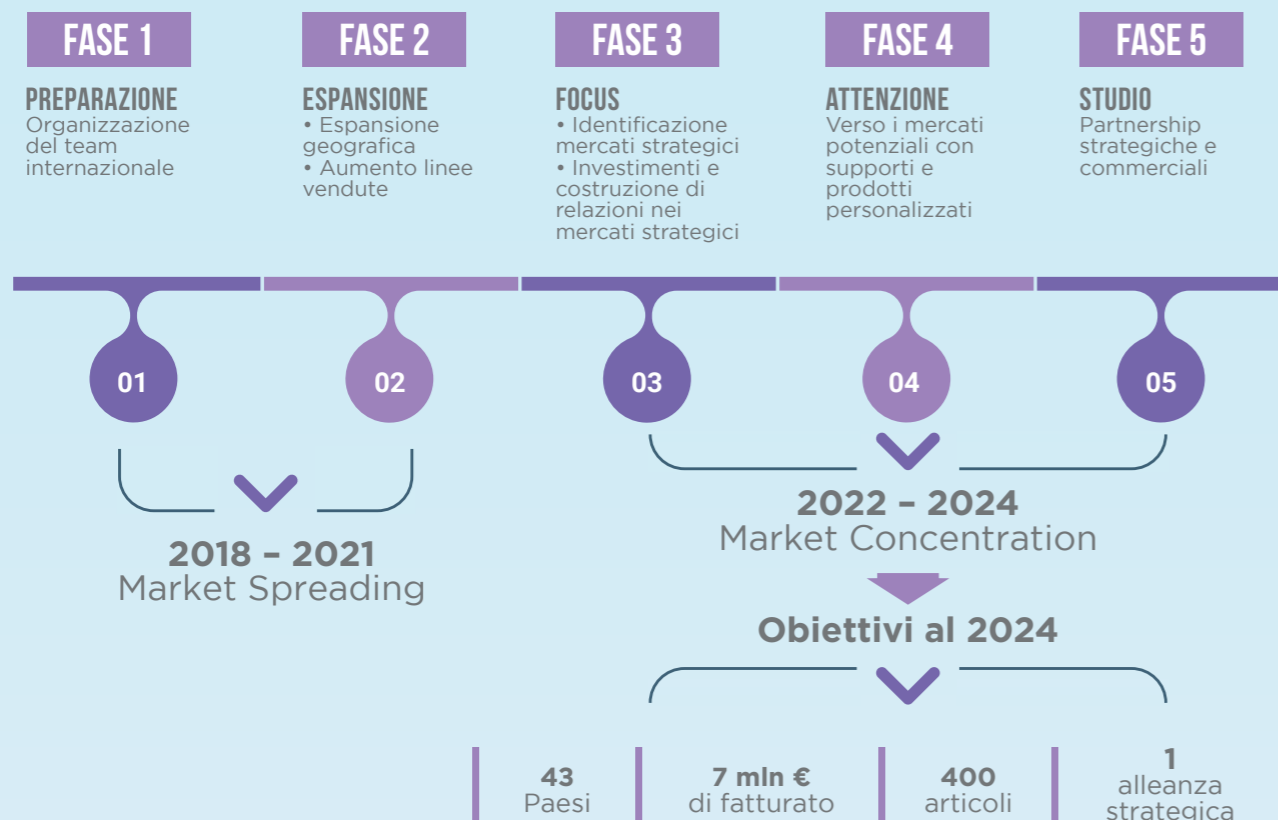 FASE 1
PREPARAZIONE
Organizzazione
del team
internazionale
FASE 2
ESPANSIONE
• Espansione
geografica
• Aumento linee
vendute
FASE 3
FOCUS
• Identificazione
mercati strategici
• Investimenti e
costruzione di
relazioni nei
mercati strategici
FASE 4
ATTENZIONE
Verso i mercati
potenziali con
supporti e
prodotti
personalizzati
FASE 5
STUDIO
Partnership
strategiche e
commerciali
01
02
03
04
05
2018 – 2021
Market Spreading
2022 – 2024
Market Concentration
Obiettivi al 2024
43
Paesi
7 mln €
di fatturato
400
articoli
1
alleanza
strategica